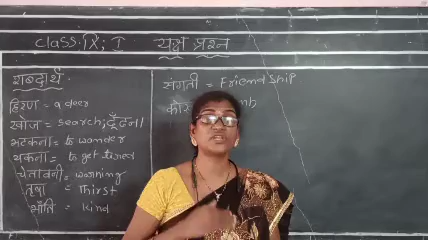 Class: IX; I यक्ष प्रश्न
शब्दार्थ
हिरण = a deer
खोज = search; ढूँढना
भटकना = to wander
थकना = to get tired
चेतावनी = warning
तृषा = Thirst
भाँति = kind
संगती = Friendship